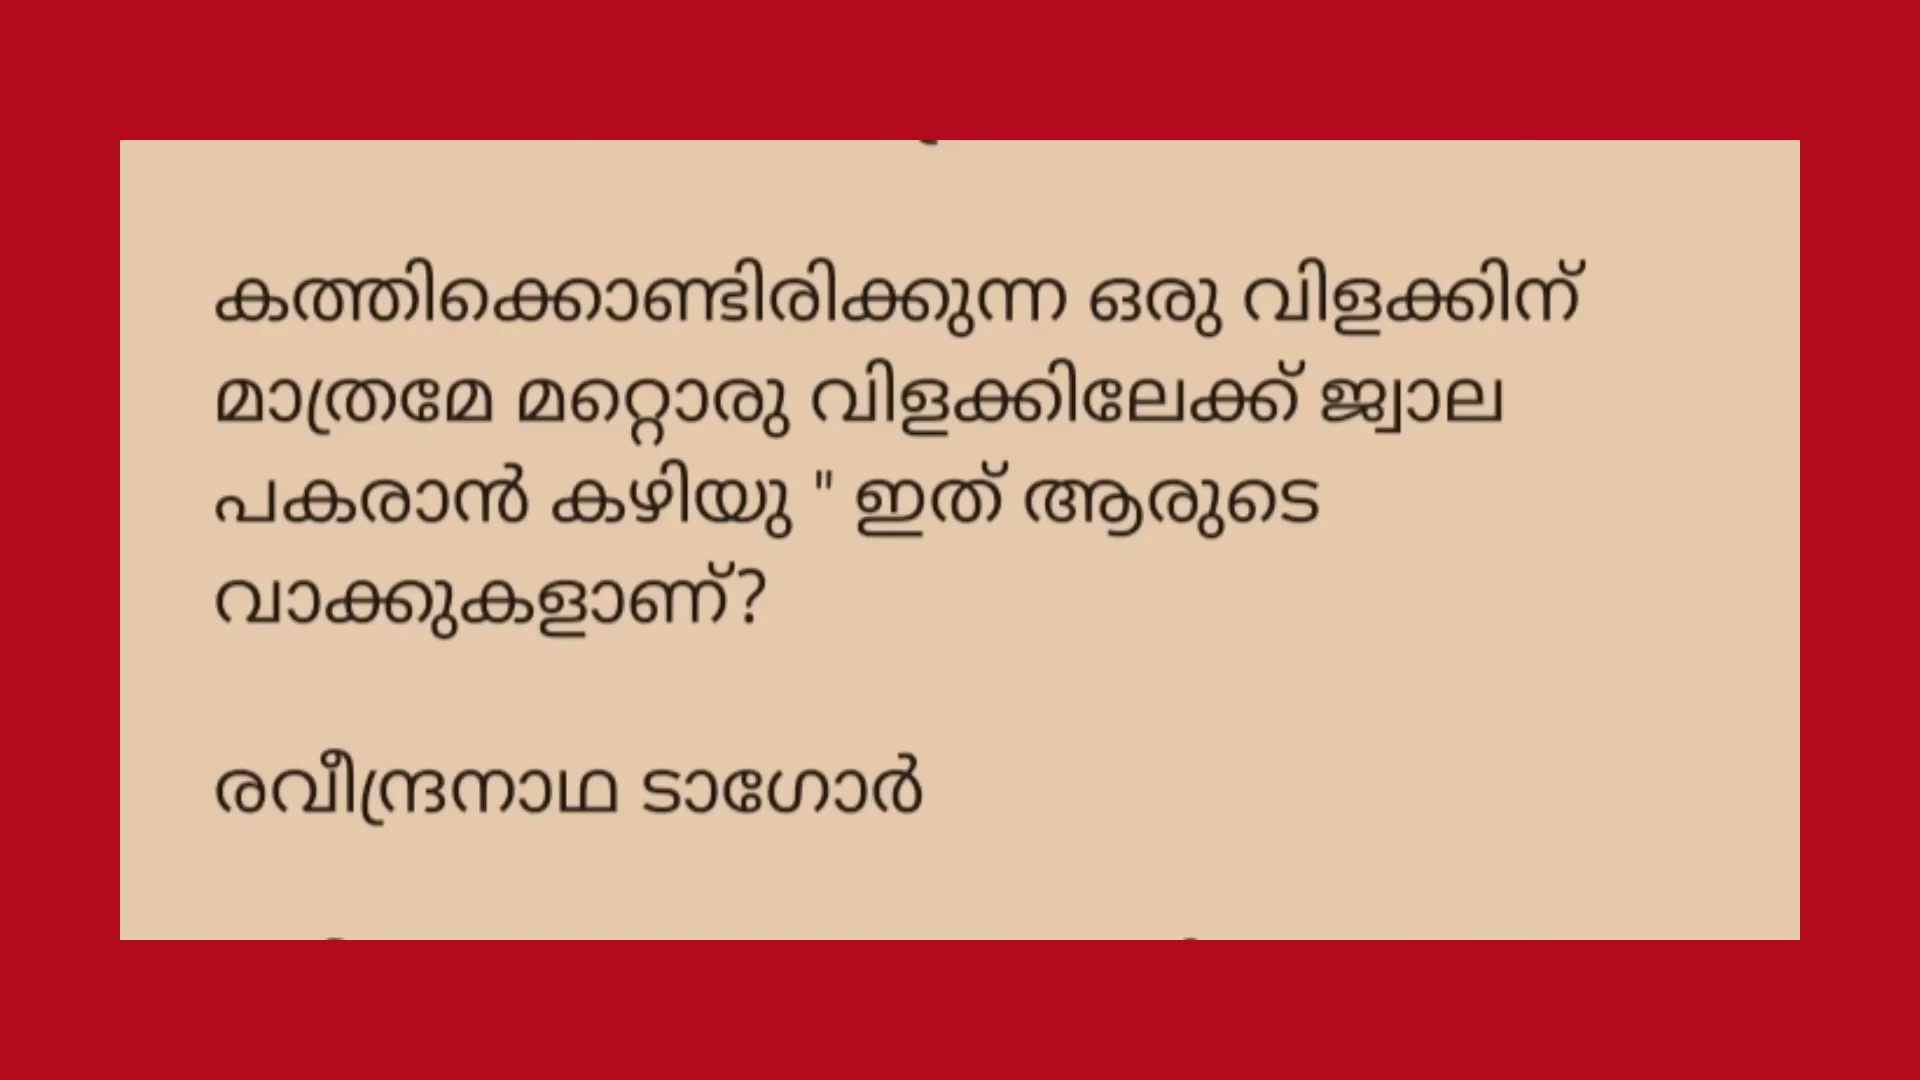 കത്തിക്കൊണ്ടിരിക്കുന്ന ഒരു വിളക്കിന്
മാത്രമേ മറ്റൊരു വിളക്കിലേക്ക് ജ്വാല
പകരാൻ കഴിയു " ഇത് ആരുടെ
വാക്കുകളാണ്?
രവീന്ദ്രനാഥ ടാഗോർ